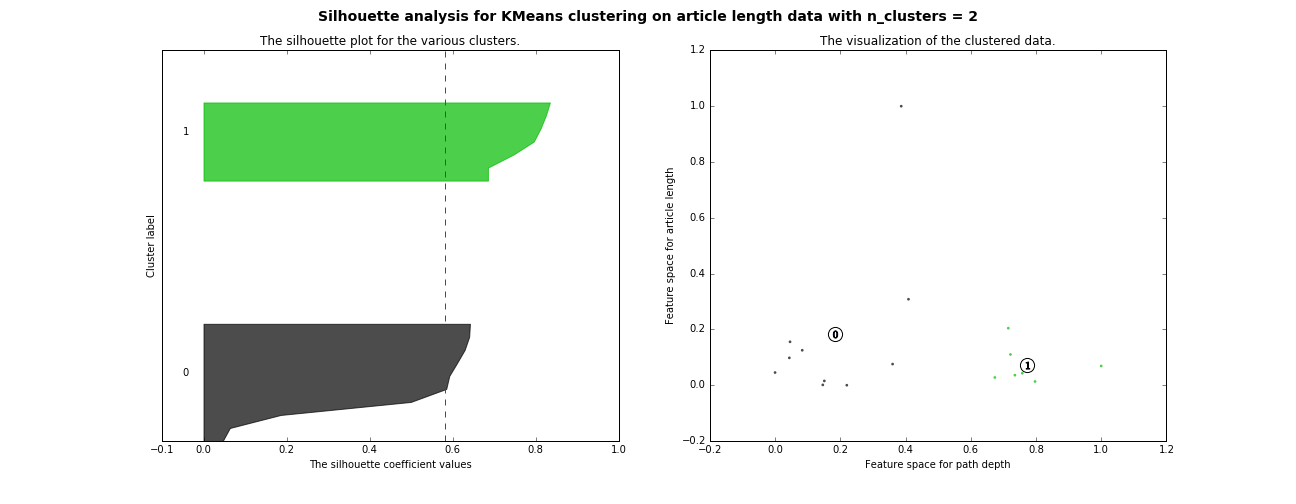 Silhouette analysis for KMeans clustering on article length data with n_clusters = 2
The silhouette plot for the various clusters.
Cluster label
1
0
−0.1 0.0 0.2 0.4 0.6 0.8 1.0
The silhouette coefficient values
The visualization of the clustered data.
Feature space for article length
1.2
1.0
0.8
0.6
0.4
0.2
0.0
−0.2
0
1
−0.2 0.0 0.2 0.4 0.6 0.8 1.0 1.2
Feature space for path depth